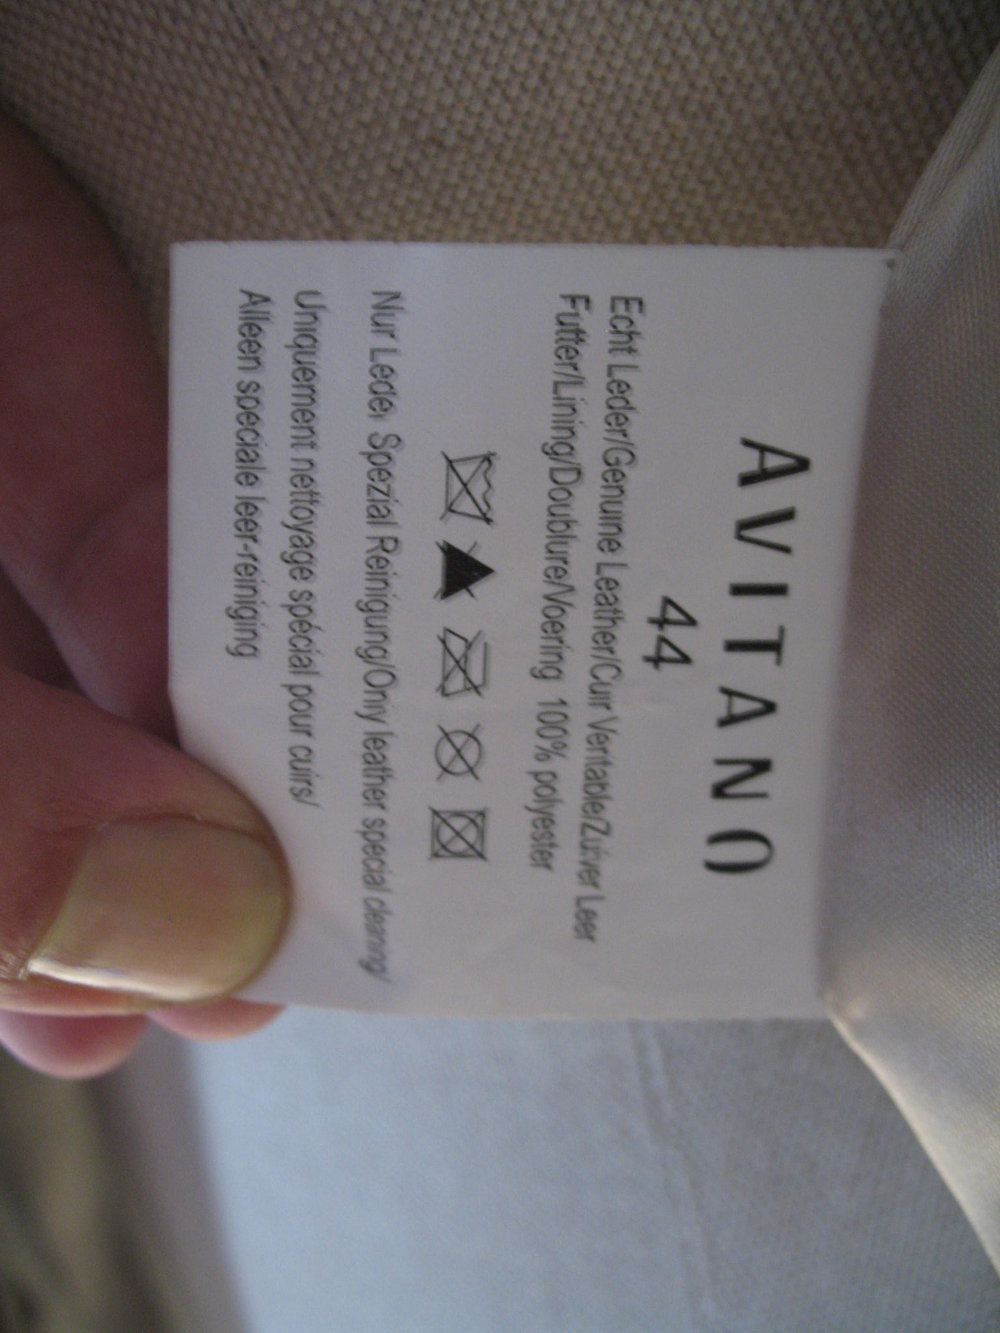 AVITANO
44
Echt Leder/Genuine Leather/Cuir Veritable/Zuiver Leer
Futter/Lining/Doublure/Voering 100% polyester
Nur Leder Spezial Reinigung/Only leather special cleaning/
Uniquement nettoyage spécial pour cuirs/
Alleen speciale leer-reiniging